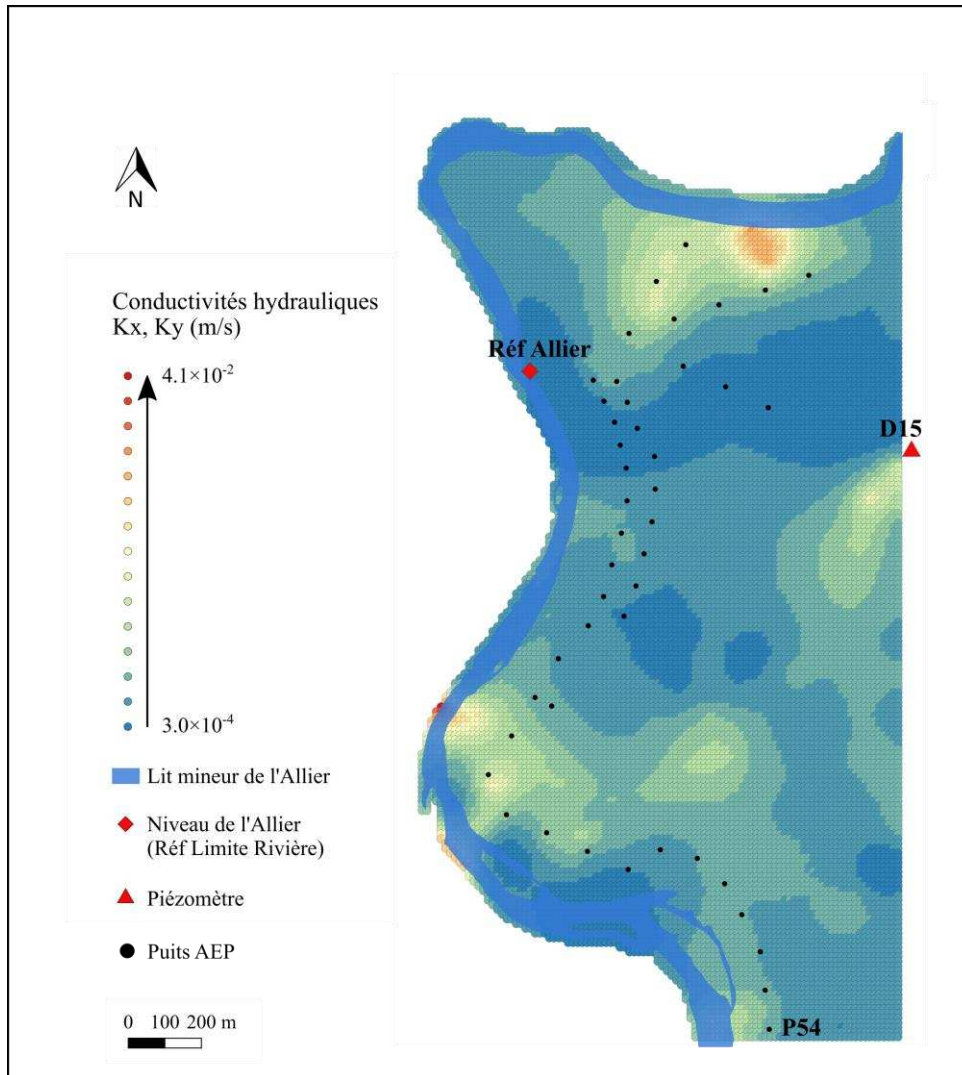 N
Conductivités hydrauliques
Kx, Ky (m/s)
4.1×10⁻²
3.0×10⁻⁴
Lit mineur de l'Allier
Niveau de l'Allier
(Réf Limite Rivière)
Piézomètre
Puits AEP
0 100 200 m
Réf Allier
D15
P54